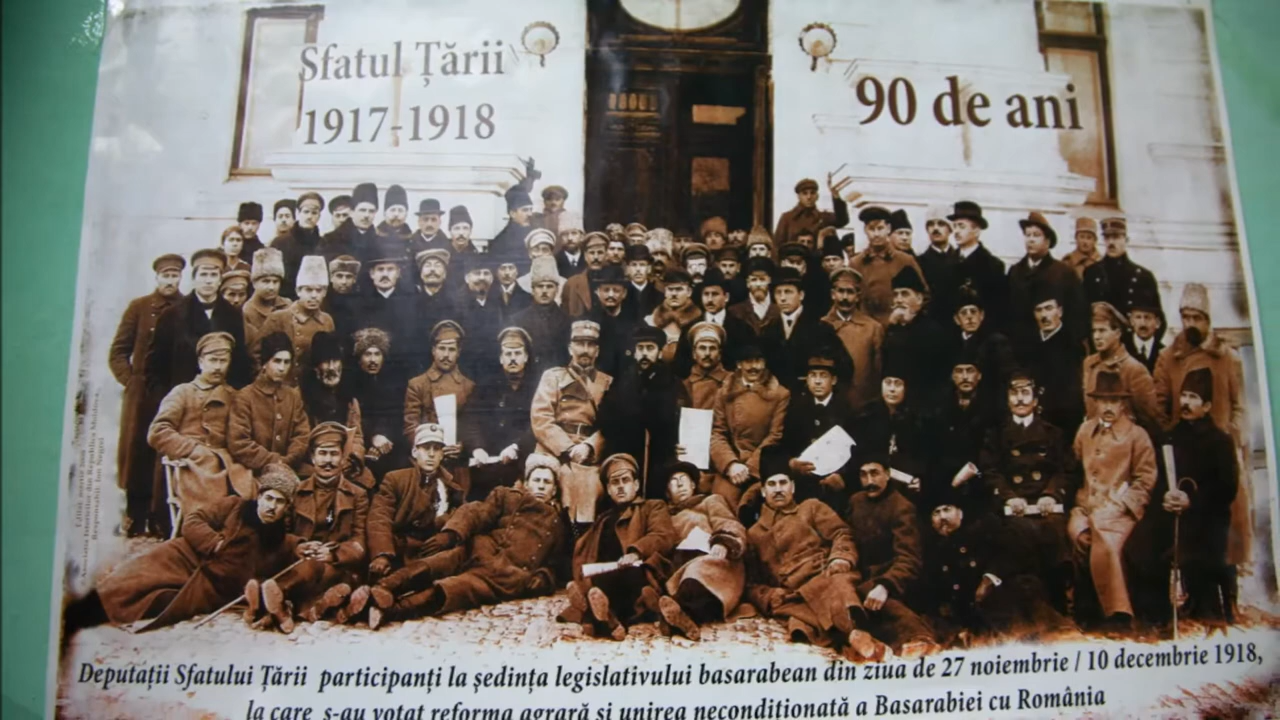 Sfatul Țării
1917-1918
90 de ani
Deputații Sfatului Țării participanți la ședința legislativului basarabean din ziua de 27 noiembrie / 10 decembrie 1918,
la care s-au votat reforma agrară și unirea necondiționată a Basarabiei cu România